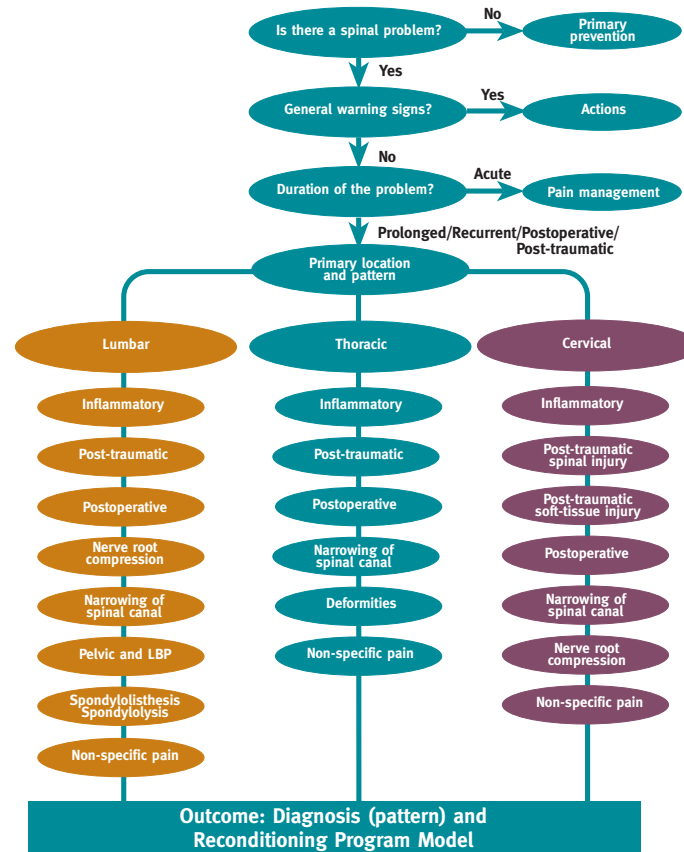 Is there a spinal problem?
No
Primary
prevention
Yes
General warning signs?
Yes
Actions
No
Duration of the problem?
Acute
Pain management
Prolonged/Recurrent/Postoperative/
Post-traumatic
Primary location
and pattern
Lumbar
Inflammatory
Post-traumatic
Postoperative
Nerve root
compression
Narrowing of
spinal canal
Pelvic and LBP
Spondylolisthesis
Spondylolysis
Non-specific pain
Thoracic
Inflammatory
Post-traumatic
Postoperative
Narrowing of
spinal canal
Deformities
Non-specific pain
Cervical
Inflammatory
Post-traumatic
spinal injury
Post-traumatic
soft-tissue injury
Postoperative
Narrowing of
spinal canal
Nerve root
compression
Non-specific pain
Outcome: Diagnosis (pattern) and
Reconditioning Program Model